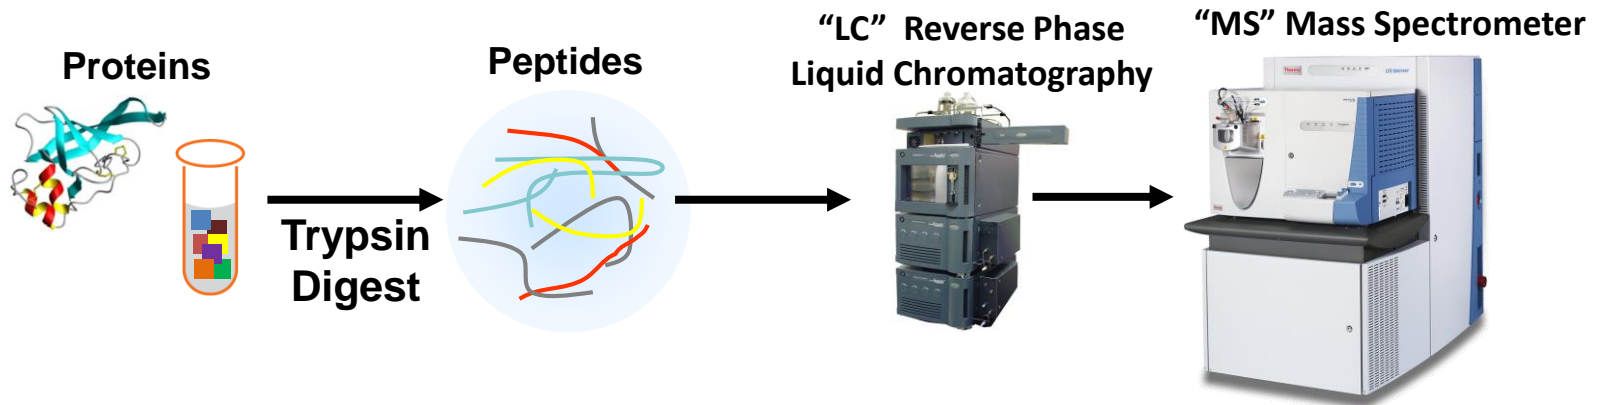 Proteins
Trypsin
Digest
Peptides
“LC” Reverse Phase
Liquid Chromatography
“MS” Mass Spectrometer